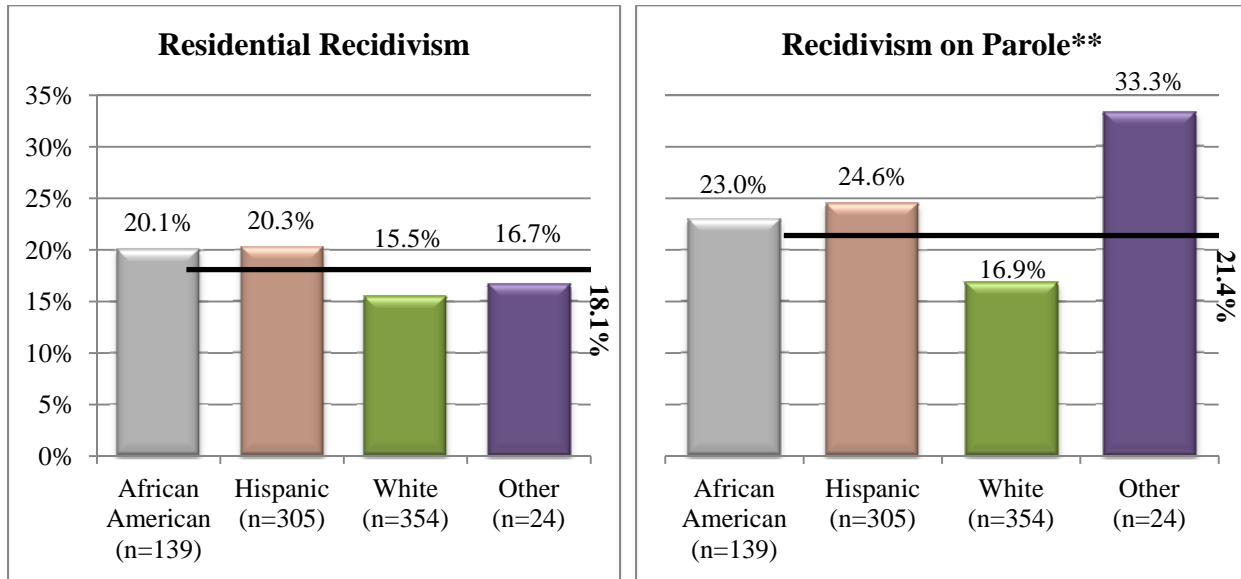 Residential Recidivism
35%
30%
25%
20%
15%
10%
5%
0%
20.1%
20.3%
15.5%
16.7%
18.1%
African
American
(n=139)
Hispanic
(n=305)
White
(n=354)
Other
(n=24)
Recidivism on Parole**
23.0%
24.6%
16.9%
33.3%
21.4%
African
American
(n=139)
Hispanic
(n=305)
White
(n=354)
Other
(n=24)